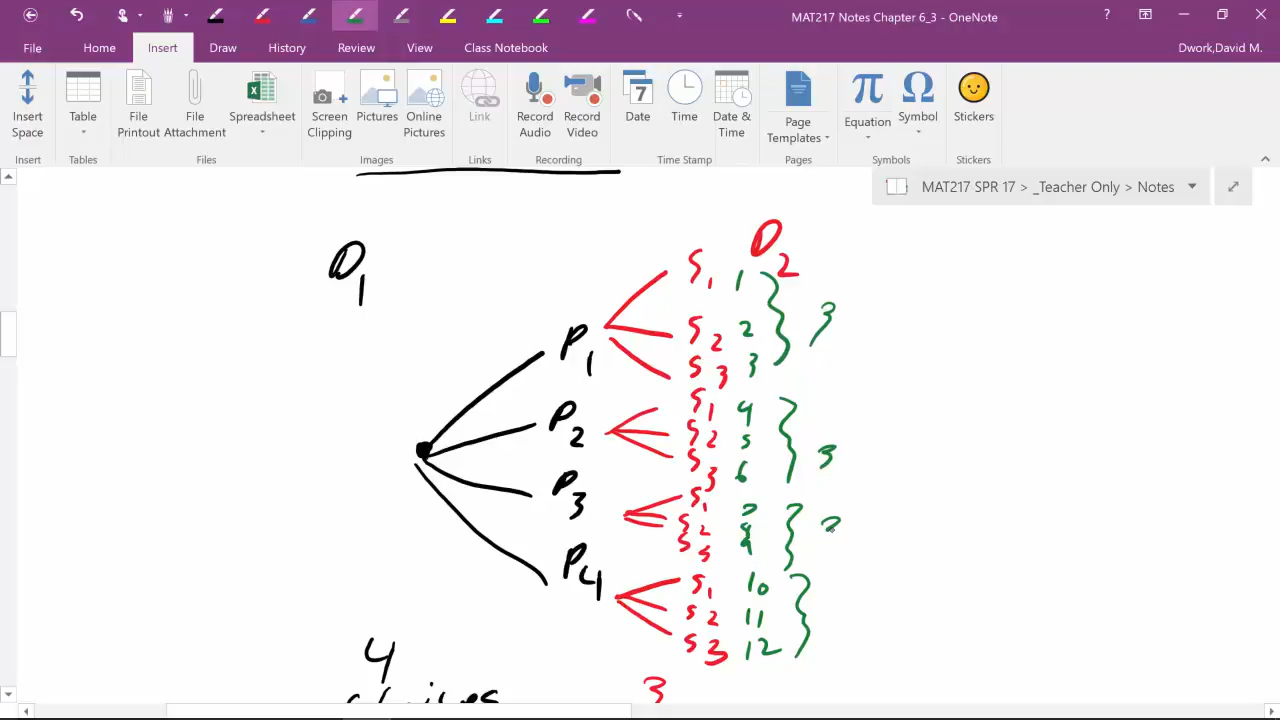 MAT217 Notes Chapter 6_3 - OneNote
?
Dwork,David M.
File Home Insert Draw History Review View Class Notebook
Insert Space
Table
File Printout
File Attachment
Spreadsheet
Screen Clipping
Pictures
Online Pictures
Link
Record Audio
Record Video
7
Date
Time
Date & Time
Page Templates
π
Equation
Ω
Symbol
Stickers
Insert Tables Files Images Links Recording Time Stamp Pages Symbols Stickers
MAT217 SPR 17 > _Teacher Only > Notes
D1
D2
P1
S1 1
S2 2
S3 3
} 3
P2
S1 4
S2 5
S3 6
} 3
P3
S1 7
S2 8
S 9
}
P4
S1 10
S2 11
S3 12
}
4
3